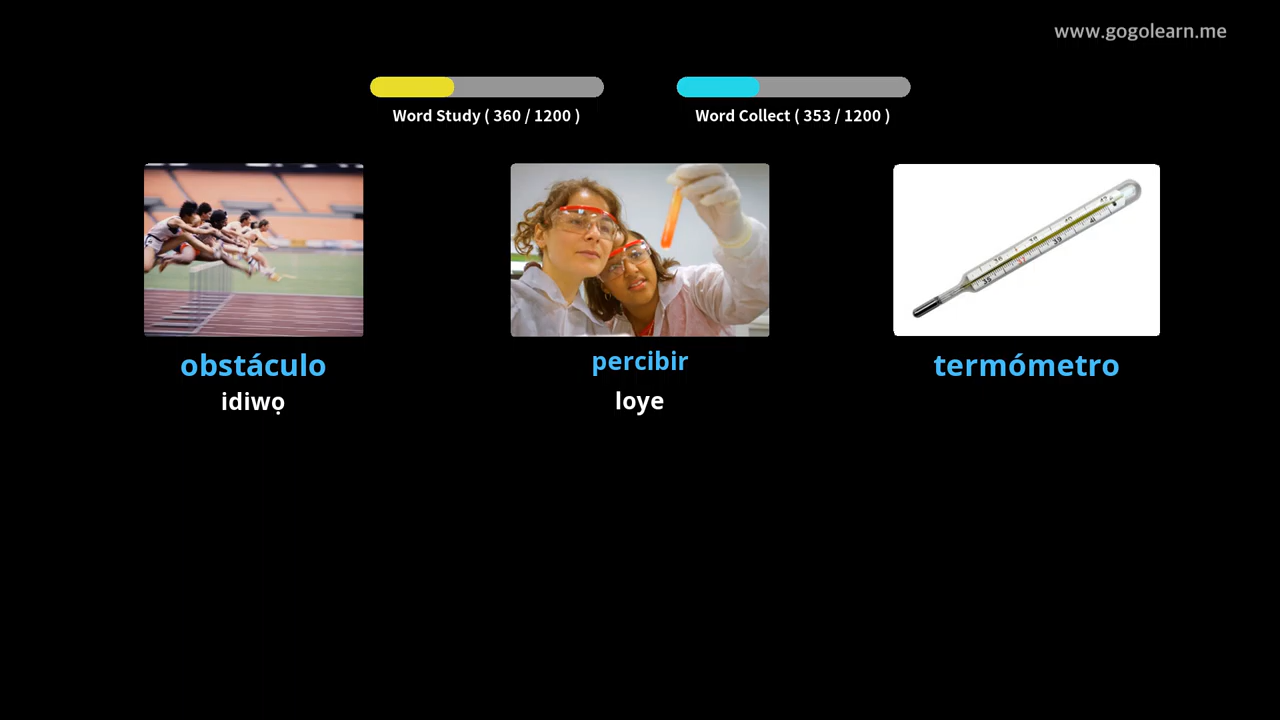 www.gogolearn.me
Word Study ( 360 / 1200 )
Word Collect ( 353 / 1200 )
obstáculo
idiwọ
percibir
loye
termómetro